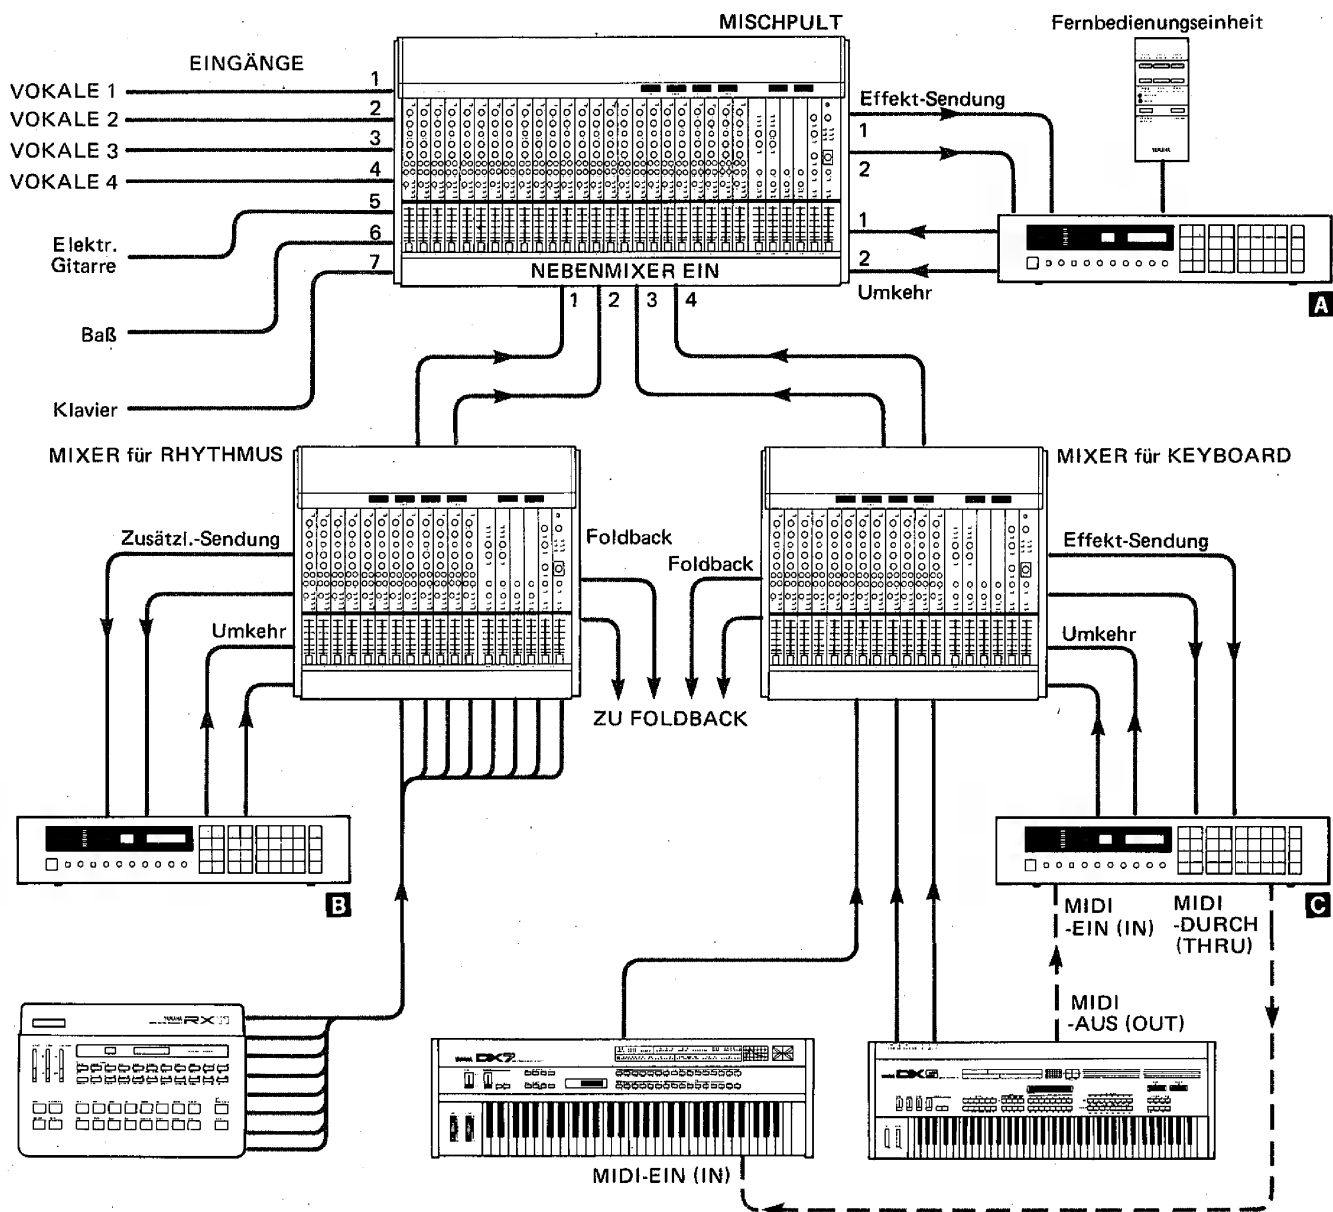 MISCHPULT
Fernbedienungseinheit
EINGÄNGE
VOKALE 1
1
VOKALE 2
2
VOKALE 3
3
VOKALE 4
4
5
Elektr.
Gitarre
6
7
Baß
Klavier
Effekt-Sendung
1
2
1
2
Umkehr
YAMAHA
A
NEBENMIXER EIN
1
2
3
4
MIXER für RHYTHMUS
MIXER für KEYBOARD
Zusätzl.-Sendung
Umkehr
Foldback
Foldback
ZU FOLDBACK
Effekt-Sendung
Umkehr
B
C
MIDI
-EIN (IN)
MIDI
-DURCH
(THRU)
MIDI
-AUS (OUT)
YAMAHA RX11
DX7
MIDI-EIN (IN)